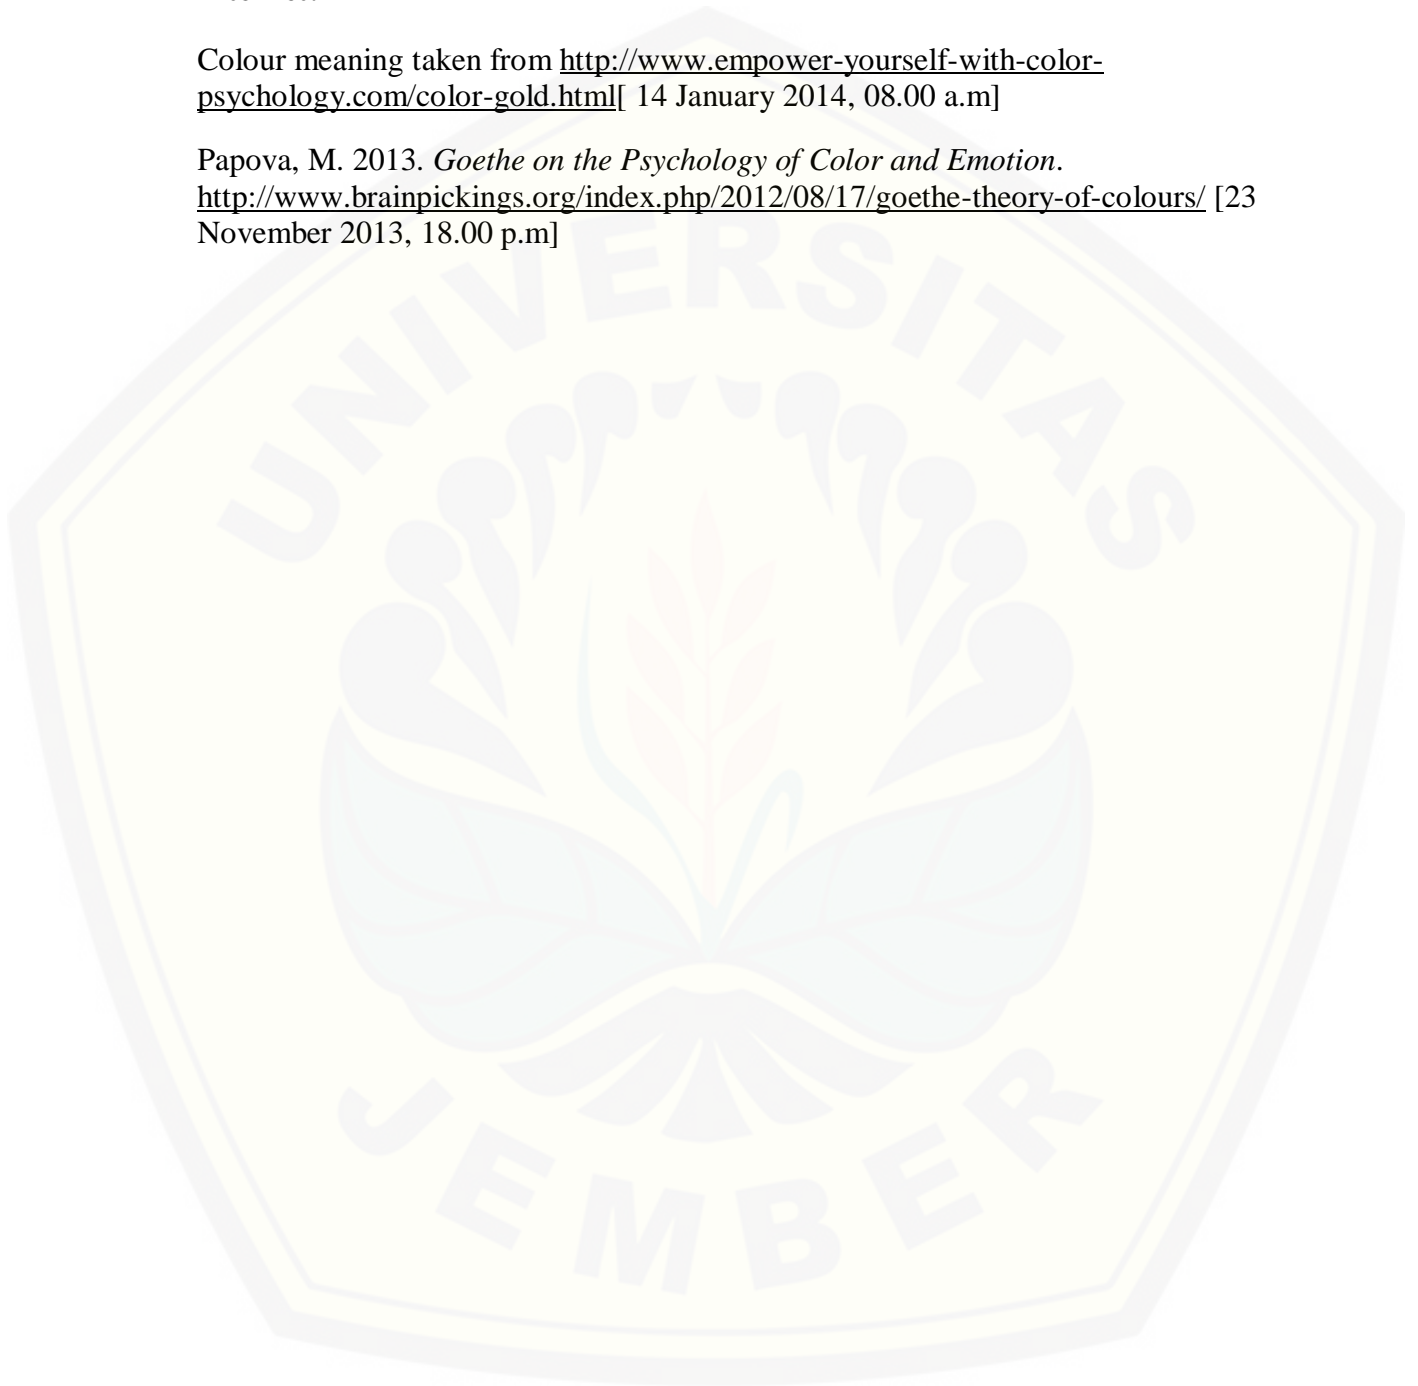 Colour meaning taken from http://www.empower-yourself-with-color-
psychology.com/color-gold.html[ 14 January 2014, 08.00 a.m]
Papova, M. 2013. Goethe on the Psychology of Color and Emotion.
http://www.brainpickings.org/index.php/2012/08/17/goethe-theory-of-colours/ [23
November 2013, 18.00 p.m]
UNIVERSITAS
JEMBER